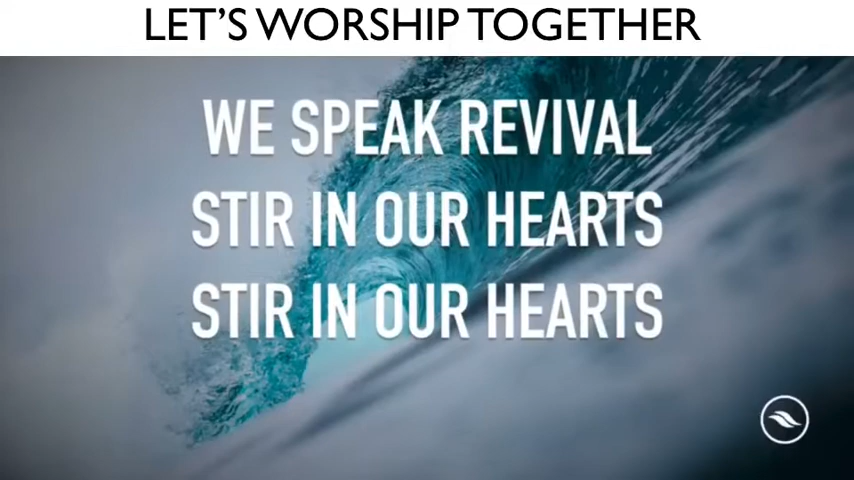 LET'S WORSHIP TOGETHER
WE SPEAK REVIVAL
STIR IN OUR HEARTS
STIR IN OUR HEARTS